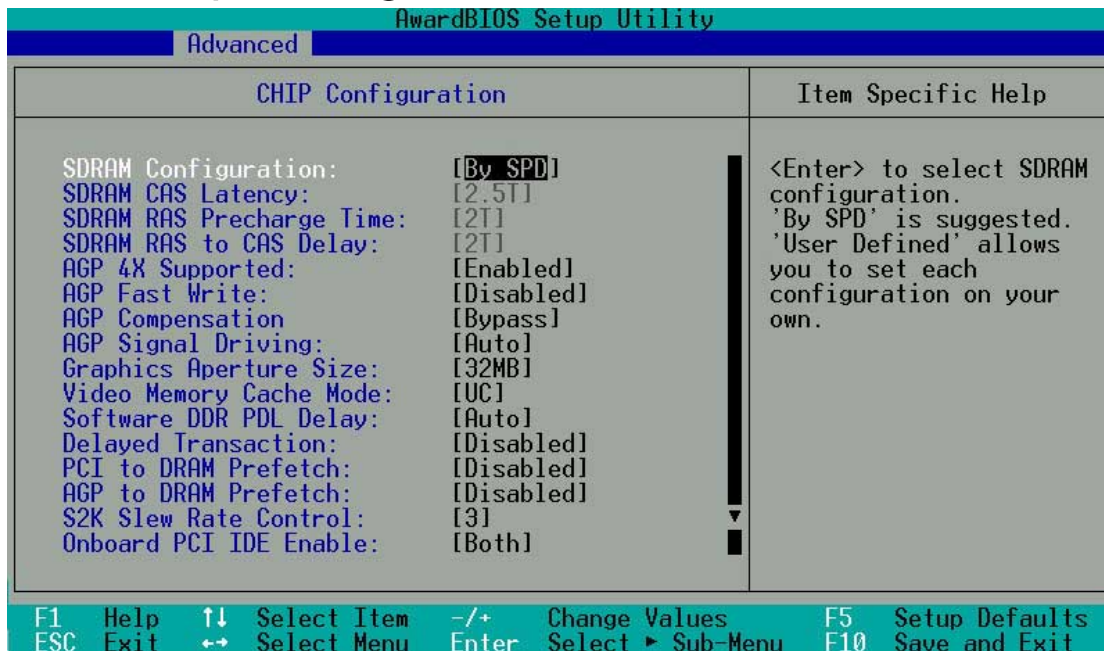 AwardBIOS Setup Utility
Advanced
CHIP Configuration
Item Specific Help
SDRAM Configuration: [By SPD]
SDRAM CAS Latency: [2.5T]
SDRAM RAS Precharge Time: [2T]
SDRAM RAS to CAS Delay: [2T]
AGP 4X Supported: [Enabled]
AGP Fast Write: [Disabled]
AGP Compensation [Bypass]
AGP Signal Driving: [Auto]
Graphics Aperture Size: [32MB]
Video Memory Cache Mode: [UC]
Software DDR PDL Delay: [Auto]
Delayed Transaction: [Disabled]
PCI to DRAM Prefetch: [Disabled]
AGP to DRAM Prefetch: [Disabled]
S2K Slew Rate Control: [3]
Onboard PCI IDE Enable: [Both]
<Enter> to select SDRAM
configuration.
'By SPD' is suggested.
'User Defined' allows
you to set each
configuration on your
own.
F1 Help ↑↓ Select Item -/+ Change Values F5 Setup Defaults
ESC Exit ←→ Select Menu Enter Select ► Sub-Menu F10 Save and Exit